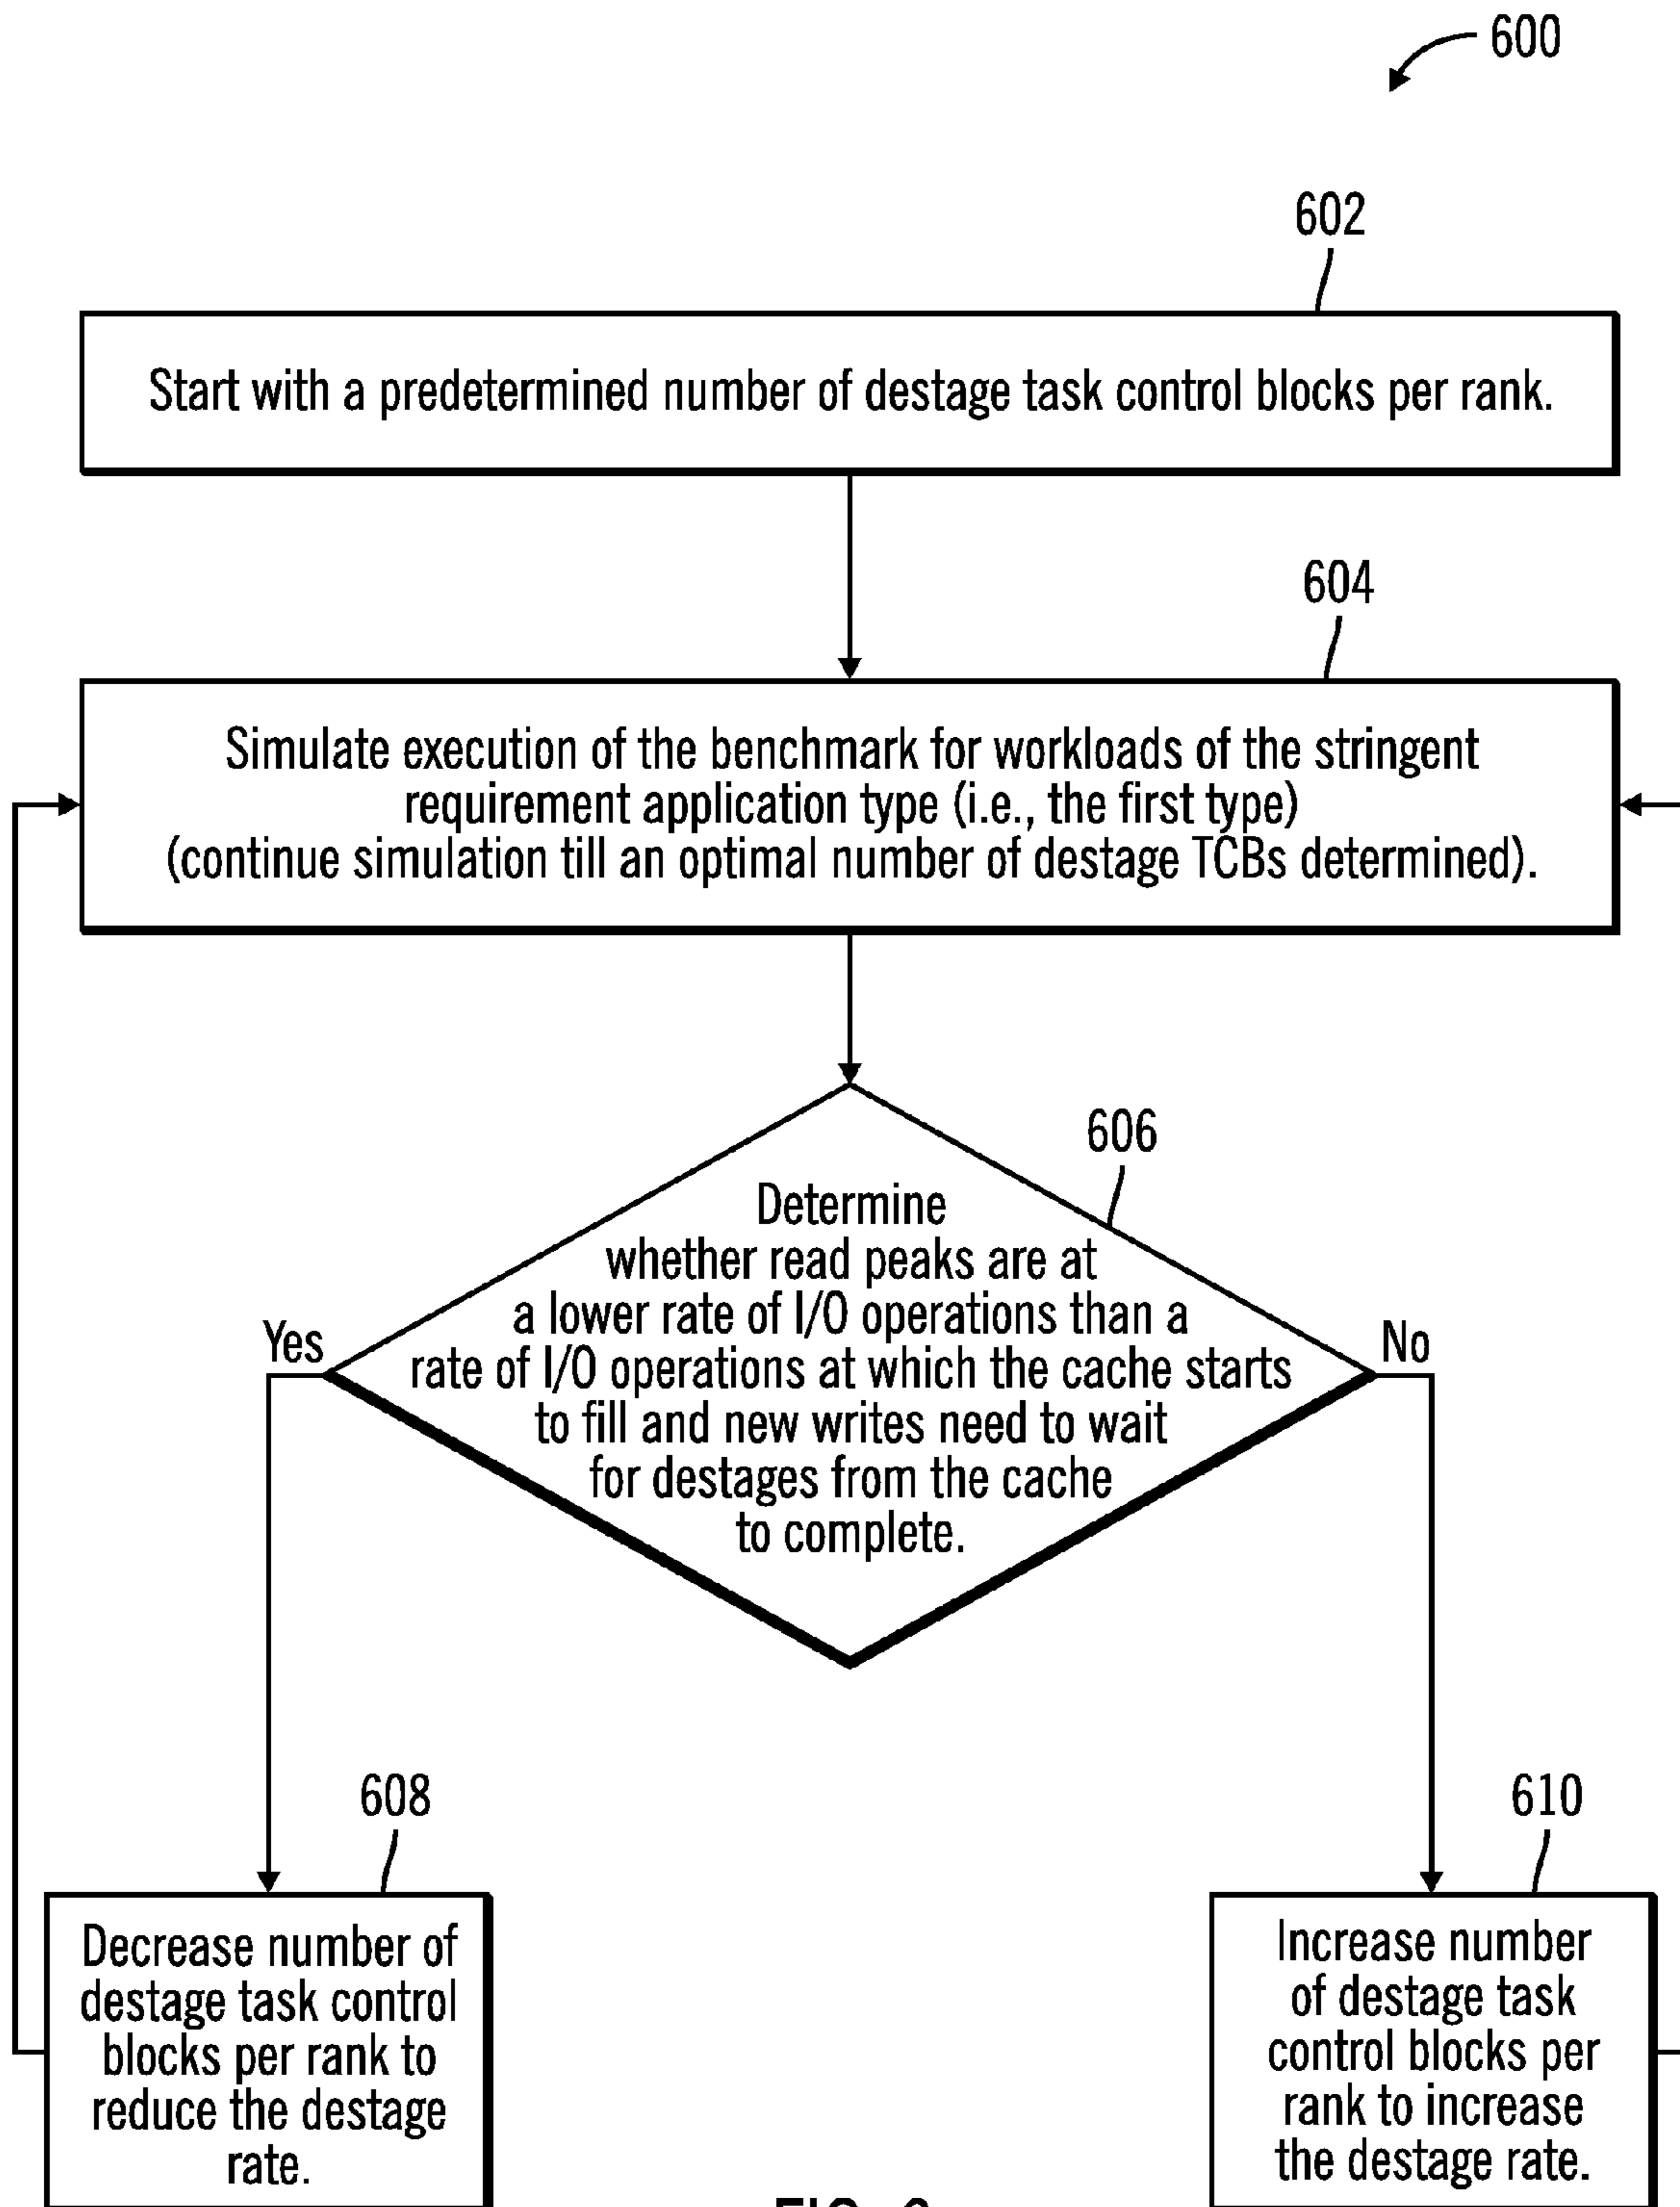 600
602
Start with a predetermined number of destage task control blocks per rank.
604
Simulate execution of the benchmark for workloads of the stringent
requirement application type (i.e., the first type)
(continue simulation till an optimal number of destage TCBs determined).
606
Determine
whether read peaks are at
a lower rate of I/O operations than a
rate of I/O operations at which the cache starts
to fill and new writes need to wait
for destages from the cache
to complete.
Yes
No
608
Decrease number of
destage task control
blocks per rank to
reduce the destage
rate.
610
Increase number
of destage task
control blocks per
rank to increase
the destage rate.